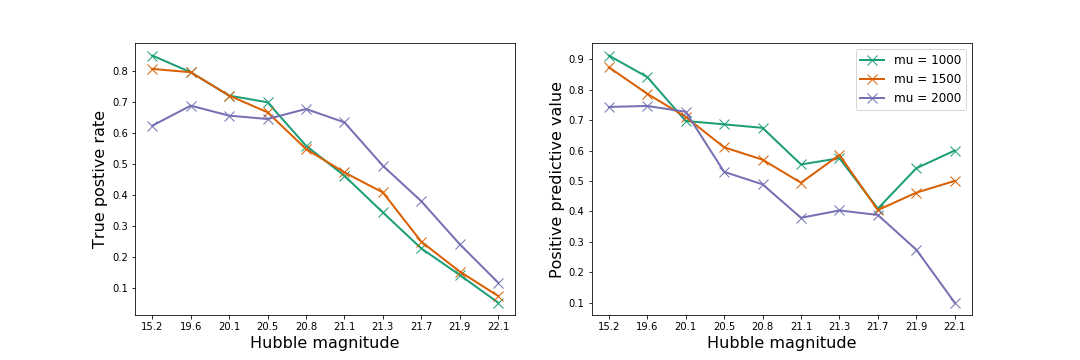 True postive rate
0.8
0.7
0.6
0.5
0.4
0.3
0.2
0.1
15.2 19.6 20.1 20.5 20.8 21.1 21.3 21.7 21.9 22.1
Hubble magnitude
Positive predictive value
0.9
0.8
0.7
0.6
0.5
0.4
0.3
0.2
0.1
mu = 1000
mu = 1500
mu = 2000
15.2 19.6 20.1 20.5 20.8 21.1 21.3 21.7 21.9 22.1
Hubble magnitude